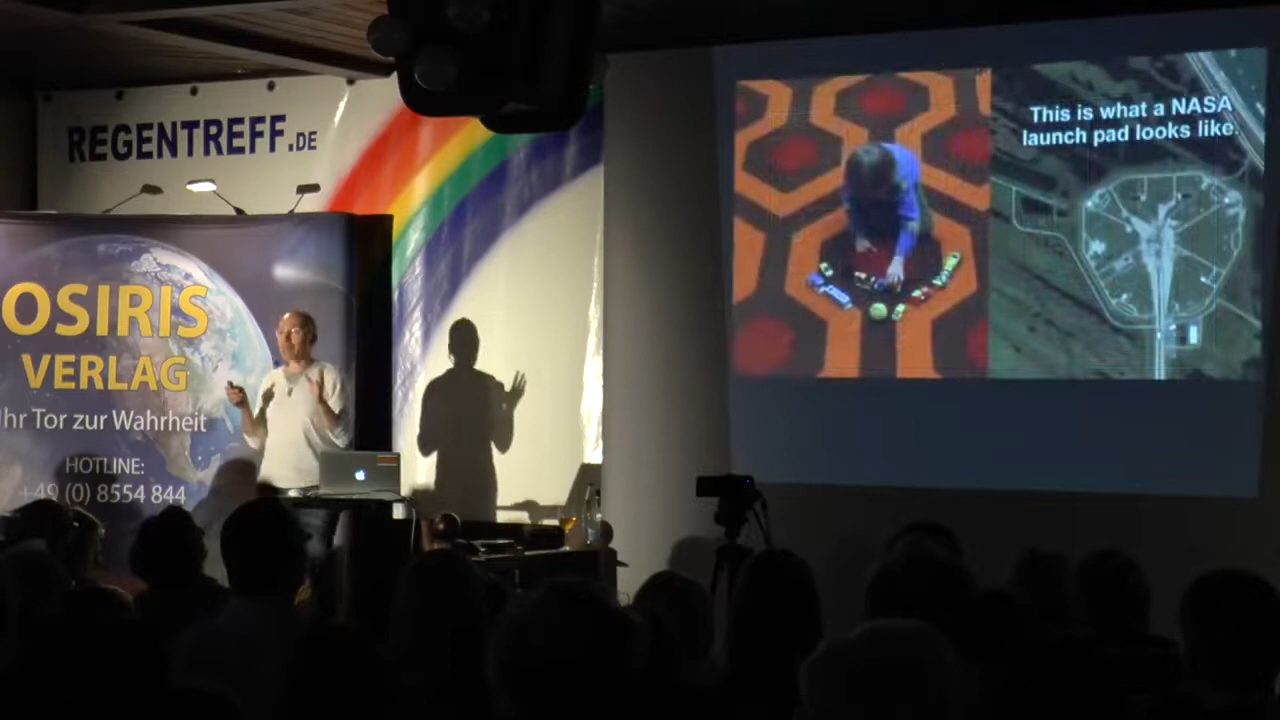 REGENTREFF.DE
OSIRIS
VERLAG
Ihr Tor zur Wahrheit
HOTLINE:
+49 (0) 8554 844
This is what a NASA
launch pad looks like.